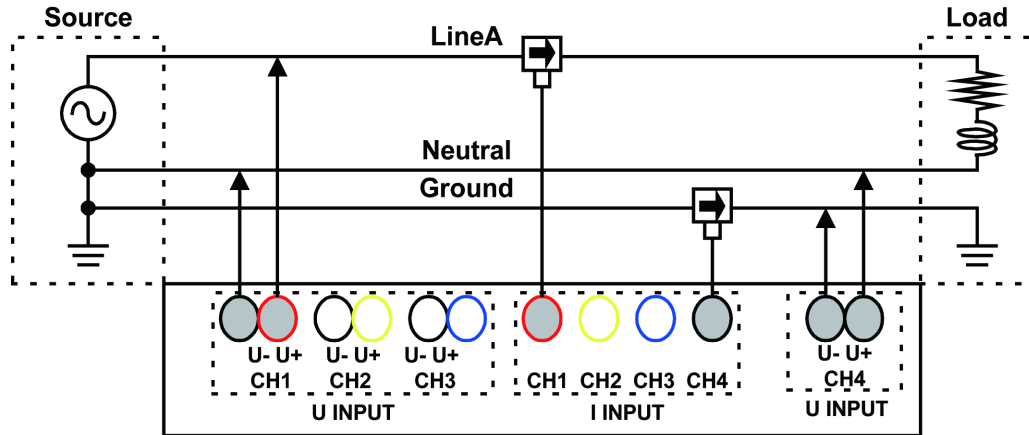 Source
Load
LineA
Neutral
Ground
U- U+ U- U+ U- U+
U- U+
CH1 CH2 CH3
CH1 CH2 CH3 CH4
CH4
U INPUT
I INPUT
U INPUT